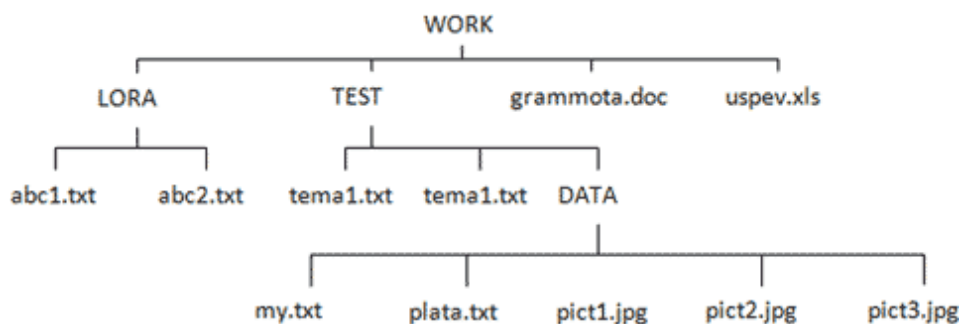 WORK
LORA TEST grammota.doc uspev.xls
abc1.txt abc2.txt tema1.txt tema1.txt DATA
my.txt plata.txt pict1.jpg pict2.jpg pict3.jpg